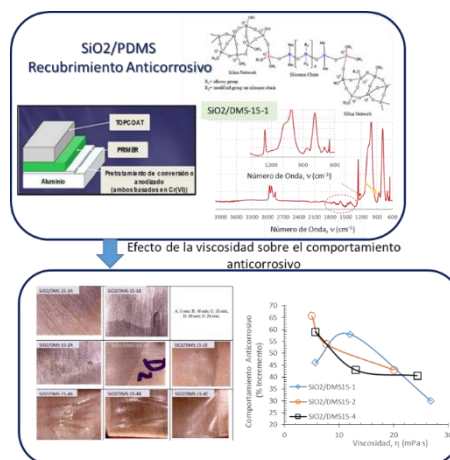 SiO2/PDMS
Recubrimiento Anticorrosivo
Silica Network
Siloxane Chain
Silica Network
SiO2/DMS-15-1
TOPCOAT
PRIMER
Aluminio
Pretratamiento de conversión o
anodizado
(ambos basados en Cr(VI))
1200 900 600
Número de Onda, ν (cm⁻¹)
3900 3600 3300 3000 2700 2400 2100 1800 1500 1200 900 600
Número de Onda, ν (cm⁻¹)
Efecto de la viscosidad sobre el comportamiento
anticorrosivo
SiO2/DMS-15-1A
SiO2/DMS-15-1B
SiO2/DMS-15-2A
SiO2/DMS-15-2E
SiO2/DMS-15-4A
SiO2/DMS-15-4B
SiO2/DMS-15-4C
D2
Comportamiento Anticorrosivo
(% Incremento)
70
65
60
55
50
45
40
35
30
25
20
SiO2/DMS15-1
SiO2/DMS15-2
SiO2/DMS15-4
0 10 20 30
Viscosidad, η (mPa·s)